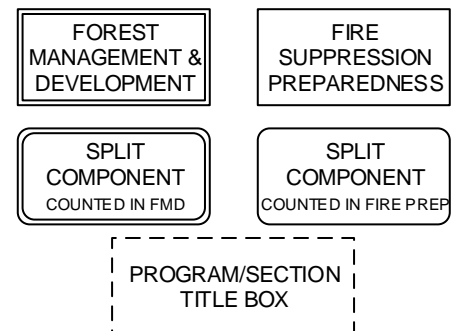 FOREST
MANAGEMENT &
DEVELOPMENT
FIRE
SUPPRESSION
PREPAREDNESS
SPLIT
COMPONENT
COUNTED IN FMD
SPLIT
COMPONENT
COUNTED IN FIRE PREP
PROGRAM/SECTION
TITLE BOX